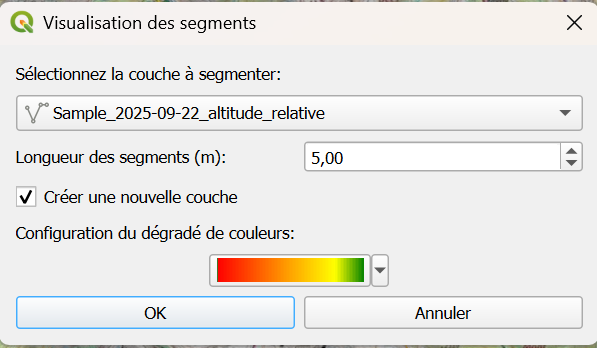 Visualisation des segments
Sélectionnez la couche à segmenter:
Sample_2025-09-22_altitude_relative
Longueur des segments (m):
5,00
Créer une nouvelle couche
Configuration du dégradé de couleurs:
OK
Annuler